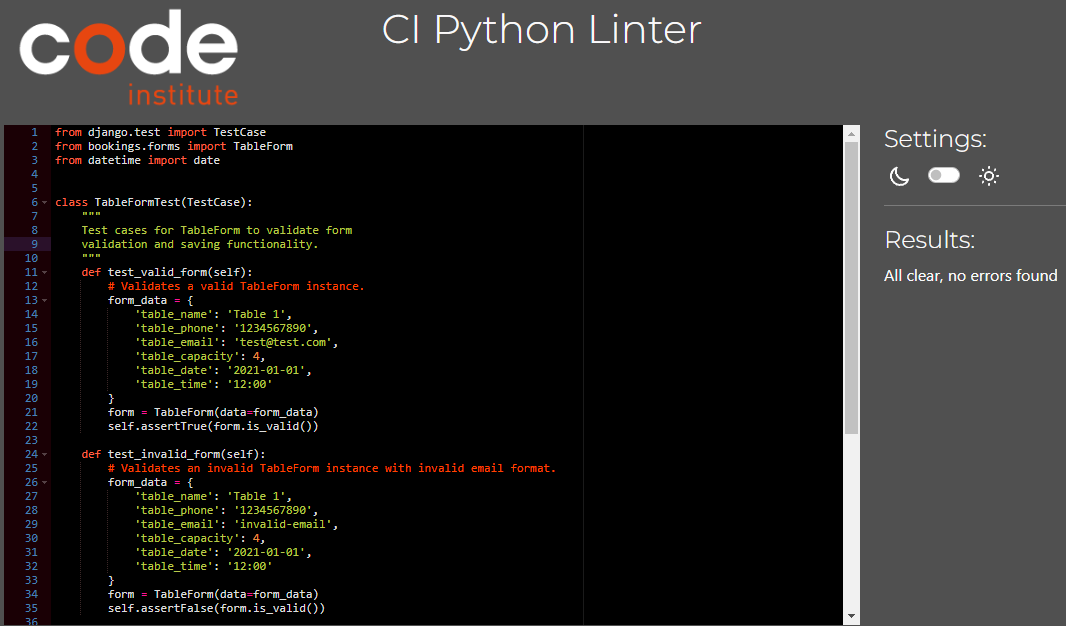 code
institute
CI Python Linter
1 from django.test import TestCase
2 from bookings.forms import TableForm
3 from datetime import date
4
5
6 class TableFormTest(TestCase):
7     """
8     Test cases for TableForm to validate form
9     validation and saving functionality.
10     """
11     def test_valid_form(self):
12         # Validates a valid TableForm instance.
13         form_data = {
14             'table_name': 'Table 1',
15             'table_phone': '1234567890',
16             'table_email': 'test@test.com',
17             'table_capacity': 4,
18             'table_date': '2021-01-01',
19             'table_time': '12:00'
20         }
21         form = TableForm(data=form_data)
22         self.assertTrue(form.is_valid())
23
24     def test_invalid_form(self):
25         # Validates an invalid TableForm instance with invalid email format.
26         form_data = {
27             'table_name': 'Table 1',
28             'table_phone': '1234567890',
29             'table_email': 'invalid-email',
30             'table_capacity': 4,
31             'table_date': '2021-01-01',
32             'table_time': '12:00'
33         }
34         form = TableForm(data=form_data)
35         self.assertFalse(form.is_valid())
36
Settings:
Results:
All clear, no errors found